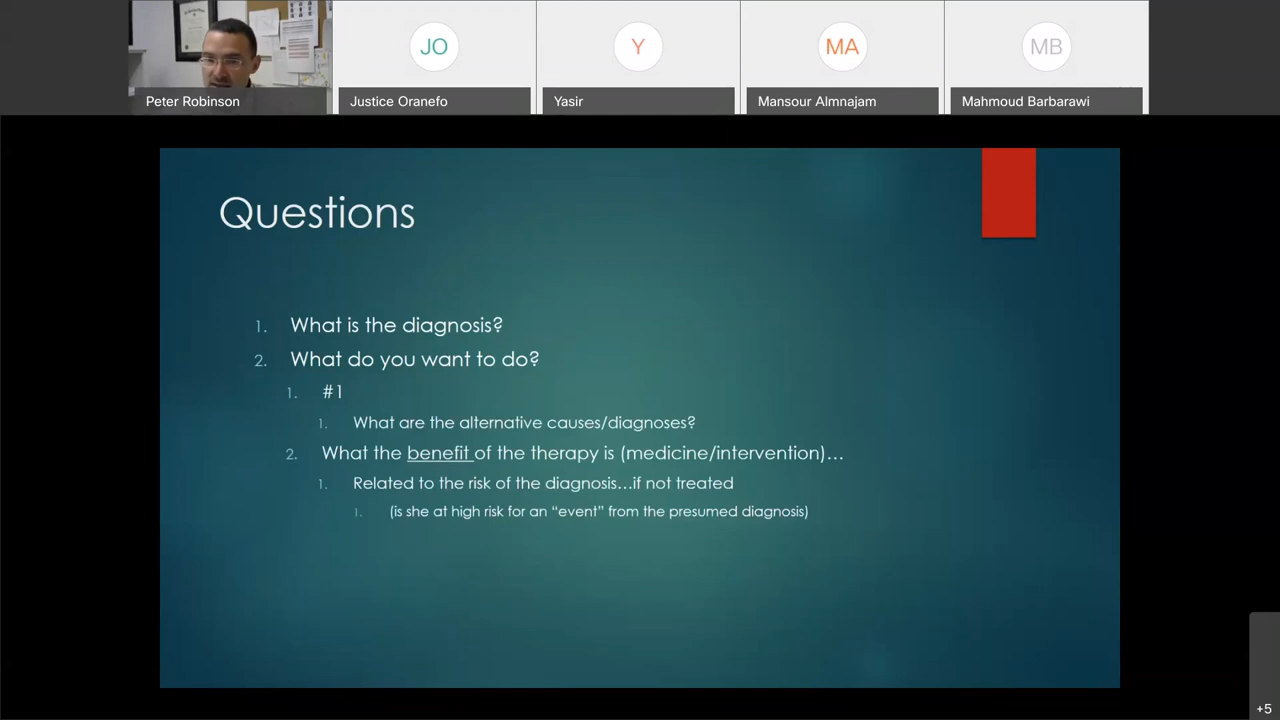 JO
Y
MA
MB
Peter Robinson
Justice Oranefo
Yasir
Mansour Almnajam
Mahmoud Barbarawi
Questions
1. What is the diagnosis?
2. What do you want to do?
1. #1
1. What are the alternative causes/diagnoses?
2. What the benefit of the therapy is (medicine/intervention)…
1. Related to the risk of the diagnosis…if not treated
1. (is she at high risk for an “event” from the presumed diagnosis)
+5